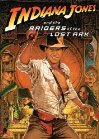 INDIANA JONES
and the
RAIDERS of the
LOST ARK